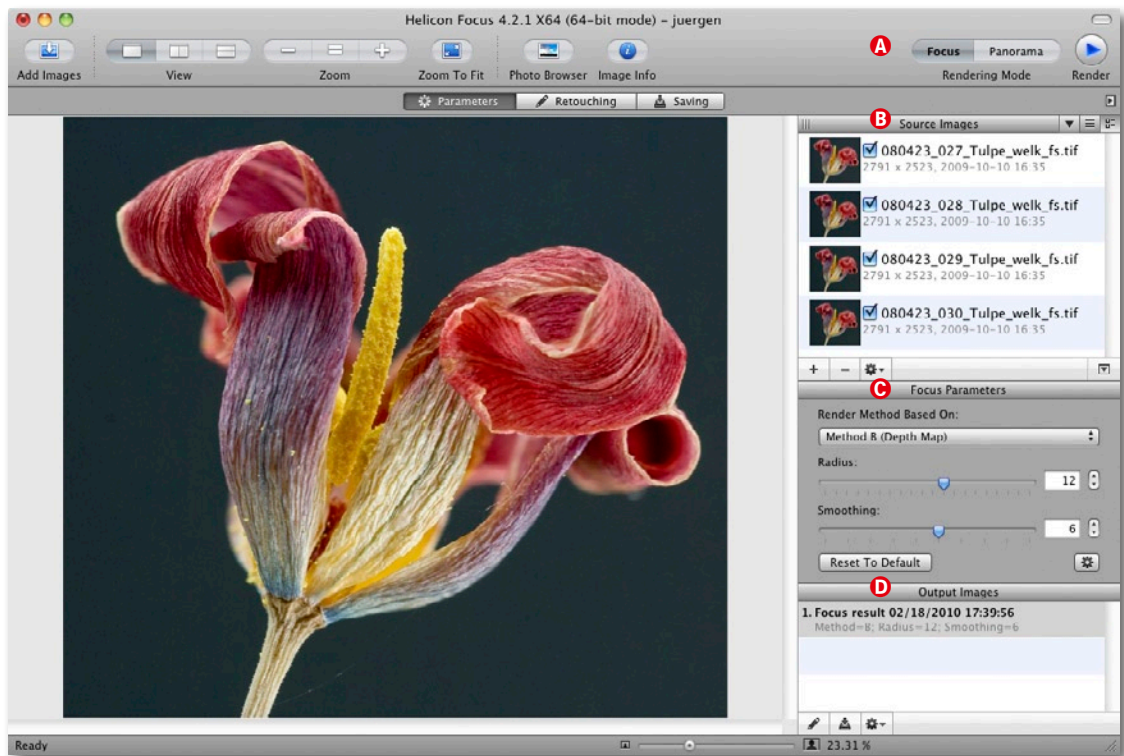 Helicon Focus 4.2.1 X64 (64-bit mode) – juergen
A
Focus Panorama
Add Images View Zoom Zoom To Fit Photo Browser Image Info Rendering Mode Render
Parameters Retouching Saving
B Source Images
080423_027_Tulpe_welk_fs.tif
2791 x 2523, 2009-10-10 16:35
080423_028_Tulpe_welk_fs.tif
2791 x 2523, 2009-10-10 16:35
080423_029_Tulpe_welk_fs.tif
2791 x 2523, 2009-10-10 16:35
080423_030_Tulpe_welk_fs.tif
2791 x 2523, 2009-10-10 16:35
C Focus Parameters
Render Method Based On:
Method B (Depth Map)
Radius:
12
Smoothing:
6
Reset To Default
D Output Images
1. Focus result 02/18/2010 17:39:56
Method=B; Radius=12; Smoothing=6
Ready 23.31 %